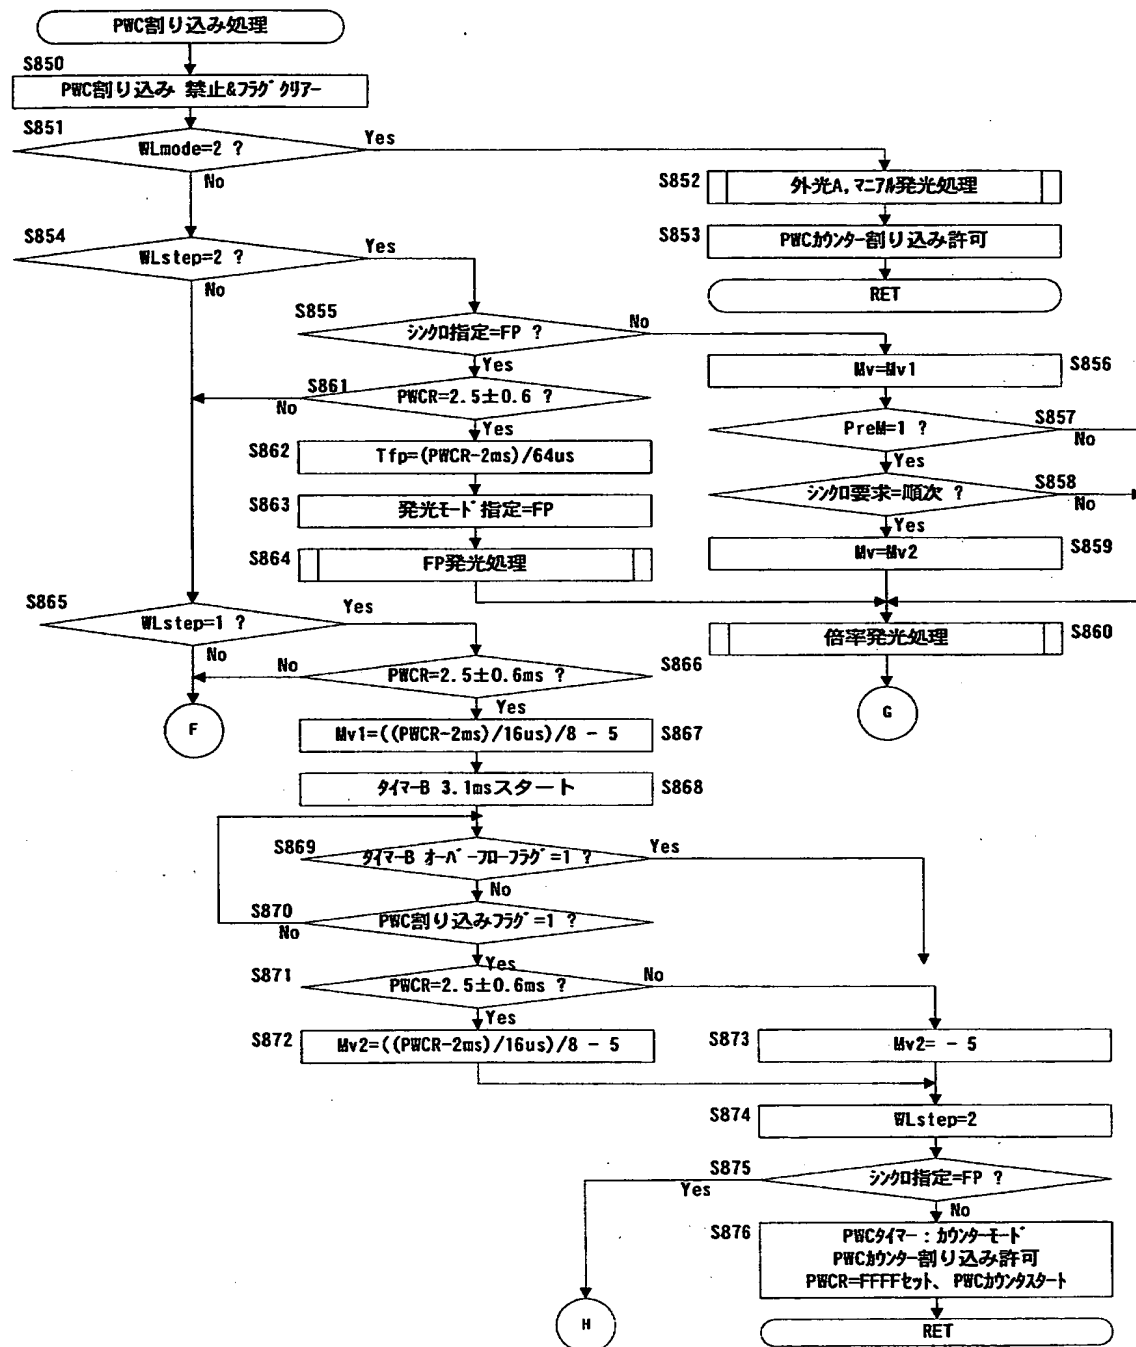 PWC割り込み処理
S850
PWC割り込み 禁止&フラグクリアー
S851
WLmode=2 ?
Yes
No
S852
外光A,マニアル発光処理
S853
PWCカウンター割り込み許可
RET
S854
WLstep=2 ?
Yes
No
S855
シンクロ指定=FP ?
No
Yes
Mv=Mv1
S856
S861
PWCR=2.5±0.6 ?
No
Yes
PreM=1 ?
S857
No
Yes
S862
Tfp=(PWCR-2ms)/64us
シンクロ要求=順次 ?
S858
No
Yes
S863
発光モード指定=FP
Mv=Mv2
S859
S864
FP発光処理
S865
WLstep=1 ?
Yes
No
倍率発光処理
S860
No
PWCR=2.5±0.6ms ?
S866
Yes
F
G
Mv1=((PWCR-2ms)/16us)/8 - 5
S867
タイマーB 3.1msスタート
S868
S869
タイマーB オーバーフローフラグ=1 ?
Yes
No
S870
PWC割り込みフラグ=1 ?
No
Yes
S871
PWCR=2.5±0.6ms ?
No
Yes
S872
Mv2=((PWCR-2ms)/16us)/8 - 5
S873
Mv2= - 5
S874
WLstep=2
S875
シンクロ指定=FP ?
Yes
No
S876
PWCタイマー:カウンターモード
PWCカウンター割り込み許可
PWCR=FFFFセット、PWCカウンタスタート
H
RET